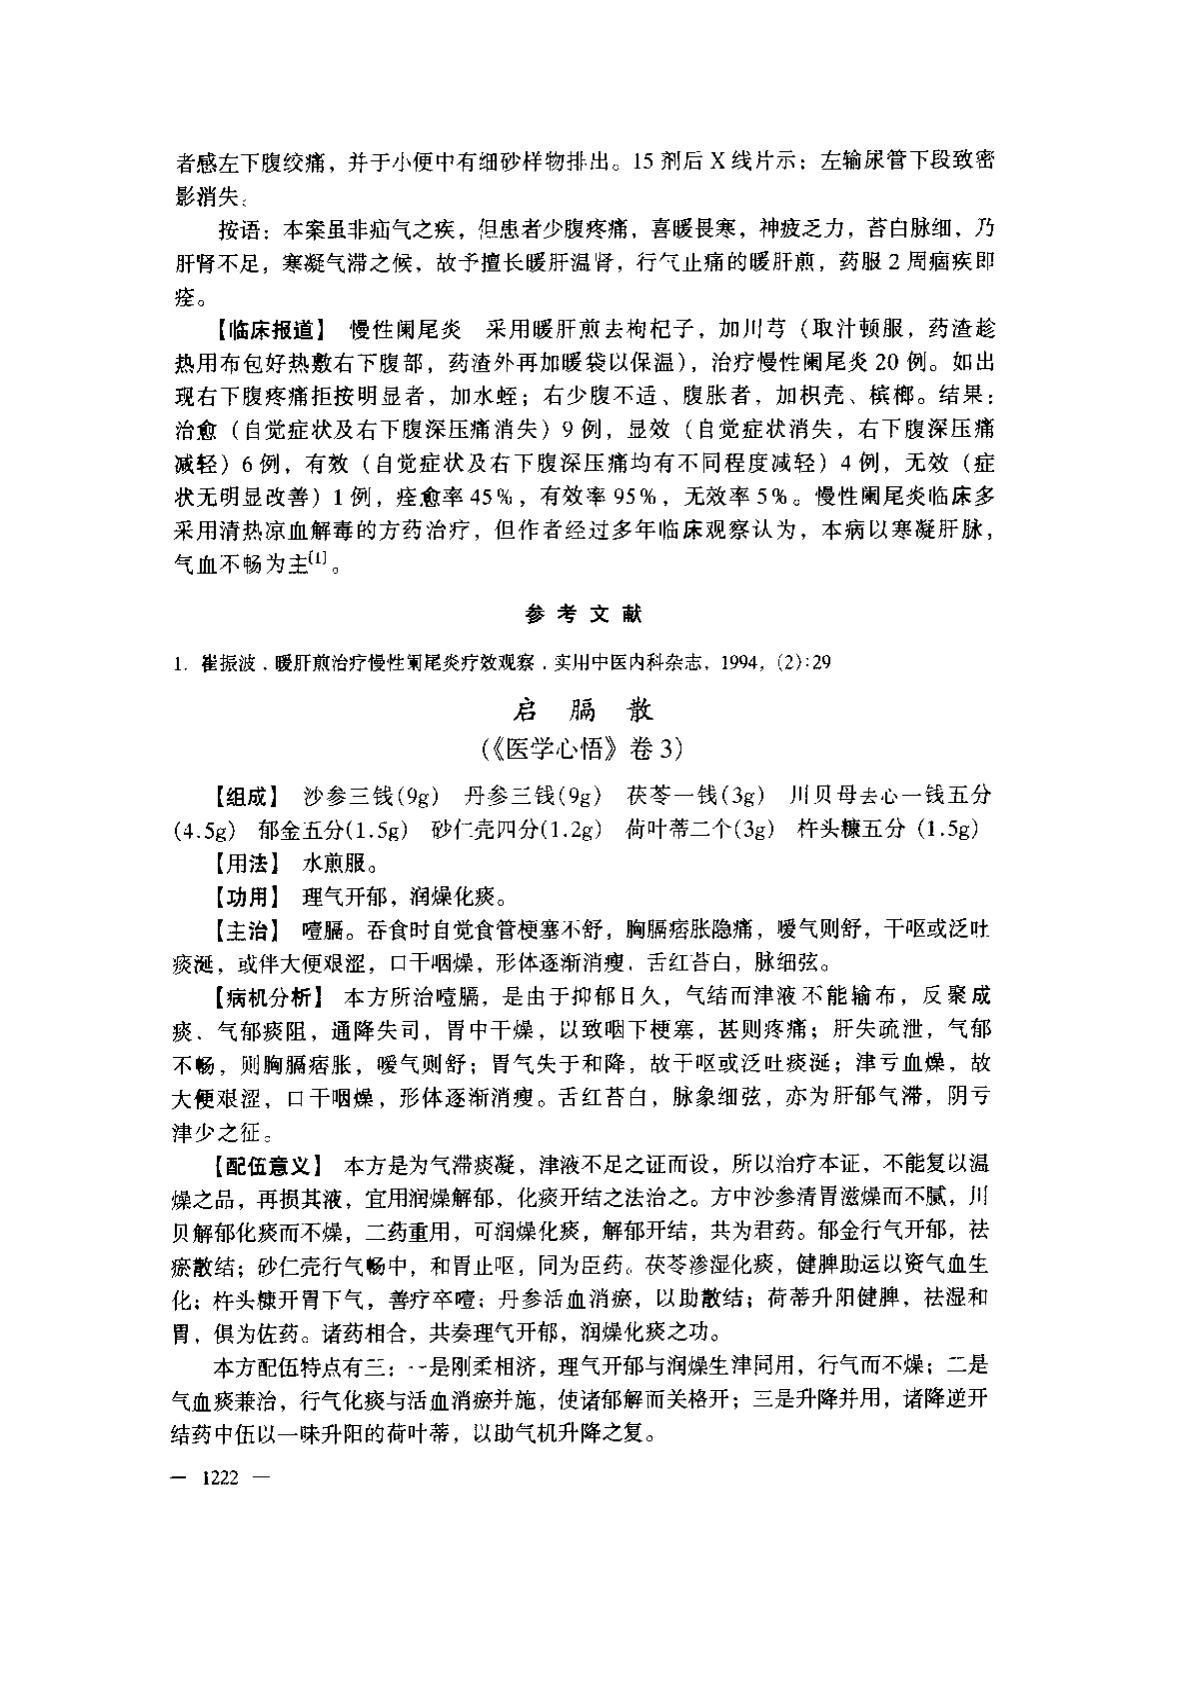 者感左下腹绞痛，并于小便中有细砂样物排出。15 剂后 X 线片示：左输尿管下段致密
影消失。
按语：本案虽非疝气之疾，但患者少腹疼痛，喜暖畏寒，神疲乏力，苔白脉细，乃
肝肾不足，寒凝气滞之候，故予擅长暖肝温肾，行气止痛的暖肝煎，药服 2 周痼疾即
痊。
【临床报道】 慢性阑尾炎 采用暖肝煎去枸杞子，加川芎（取汁顿服，药渣趁
热用布包好热敷右下腹部，药渣外再加暖袋以保温），治疗慢性阑尾炎 20 例。如出
现右下腹疼痛拒按明显者，加水蛭；右少腹不适、腹胀者，加枳壳、槟榔。结果：
治愈（自觉症状及右下腹深压痛消失）9 例，显效（自觉症状消失，右下腹深压痛
减轻）6 例，有效（自觉症状及右下腹深压痛均有不同程度减轻）4 例，无效（症
状无明显改善）1 例，痊愈率 45%，有效率 95%，无效率 5%。慢性阑尾炎临床多
采用清热凉血解毒的方药治疗，但作者经过多年临床观察认为，本病以寒凝肝脉，
气血不畅为主[1]。
参 考 文 献
1. 崔振波．暖肝煎治疗慢性阑尾炎疗效观察．实用中医内科杂志，1994，(2):29
启 膈 散
（《医学心悟》卷 3）
【组成】 沙参三钱(9g) 丹参三钱(9g) 茯苓一钱(3g) 川贝母去心一钱五分
(4.5g) 郁金五分(1.5g) 砂仁壳四分(1.2g) 荷叶蒂二个(3g) 杵头糠五分 (1.5g)
【用法】 水煎服。
【功用】 理气开郁，润燥化痰。
【主治】 噎膈。吞食时自觉食管梗塞不舒，胸膈痞胀隐痛，嗳气则舒，干呕或泛吐
痰涎，或伴大便艰涩，口干咽燥，形体逐渐消瘦，舌红苔白，脉细弦。
【病机分析】 本方所治噎膈，是由于抑郁日久，气结而津液不能输布，反聚成
痰，气郁痰阻，通降失司，胃中干燥，以致咽下梗塞，甚则疼痛；肝失疏泄，气郁
不畅，则胸膈痞胀，嗳气则舒；胃气失于和降，故干呕或泛吐痰涎；津亏血燥，故
大便艰涩，口干咽燥，形体逐渐消瘦。舌红苔白，脉象细弦，亦为肝郁气滞，阴亏
津少之征。
【配伍意义】 本方是为气滞痰凝，津液不足之证而设，所以治疗本证，不能复以温
燥之品，再损其液，宜用润燥解郁，化痰开结之法治之。方中沙参清胃滋燥而不腻，川
贝解郁化痰而不燥，二药重用，可润燥化痰，解郁开结，共为君药。郁金行气开郁，祛
瘀散结；砂仁壳行气畅中，和胃止呕，同为臣药。茯苓渗湿化痰，健脾助运以资气血生
化；杵头糠开胃下气，善疗卒噎；丹参活血消瘀，以助散结；荷蒂升阳健脾，祛湿和
胃，俱为佐药。诸药相合，共奏理气开郁，润燥化痰之功。
本方配伍特点有三：一是刚柔相济，理气开郁与润燥生津同用，行气而不燥；二是
气血痰兼治，行气化痰与活血消瘀并施，使诸郁解而关格开；三是升降并用，诸降逆开
结药中伍以一味升阳的荷叶蒂，以助气机升降之复。
— 1222 —